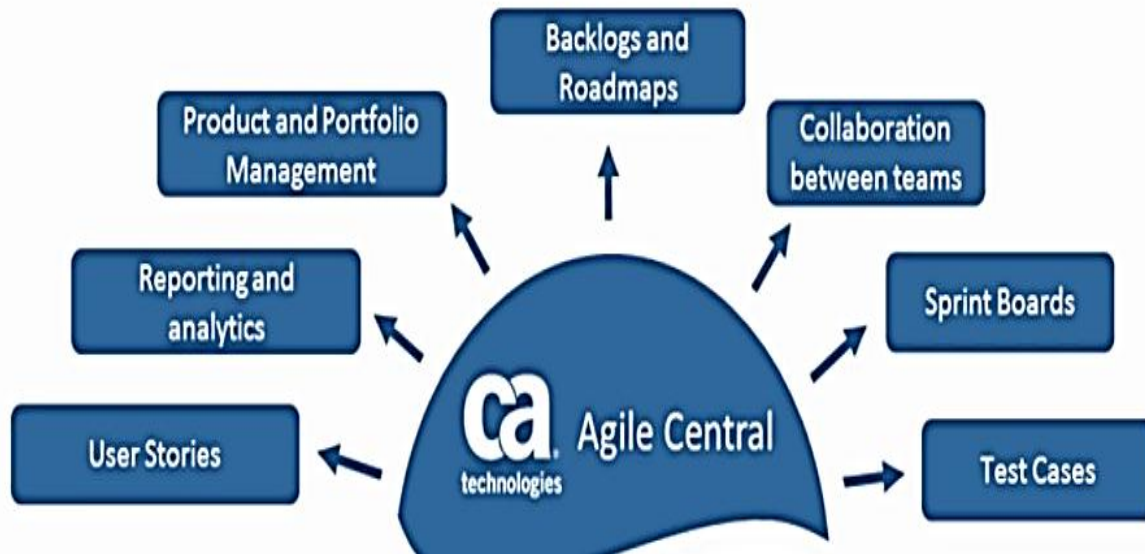 Backlogs and
Roadmaps
Product and Portfolio
Management
Collaboration
between teams
Reporting and
analytics
Sprint Boards
User Stories
ca
technologies
Agile Central
Test Cases